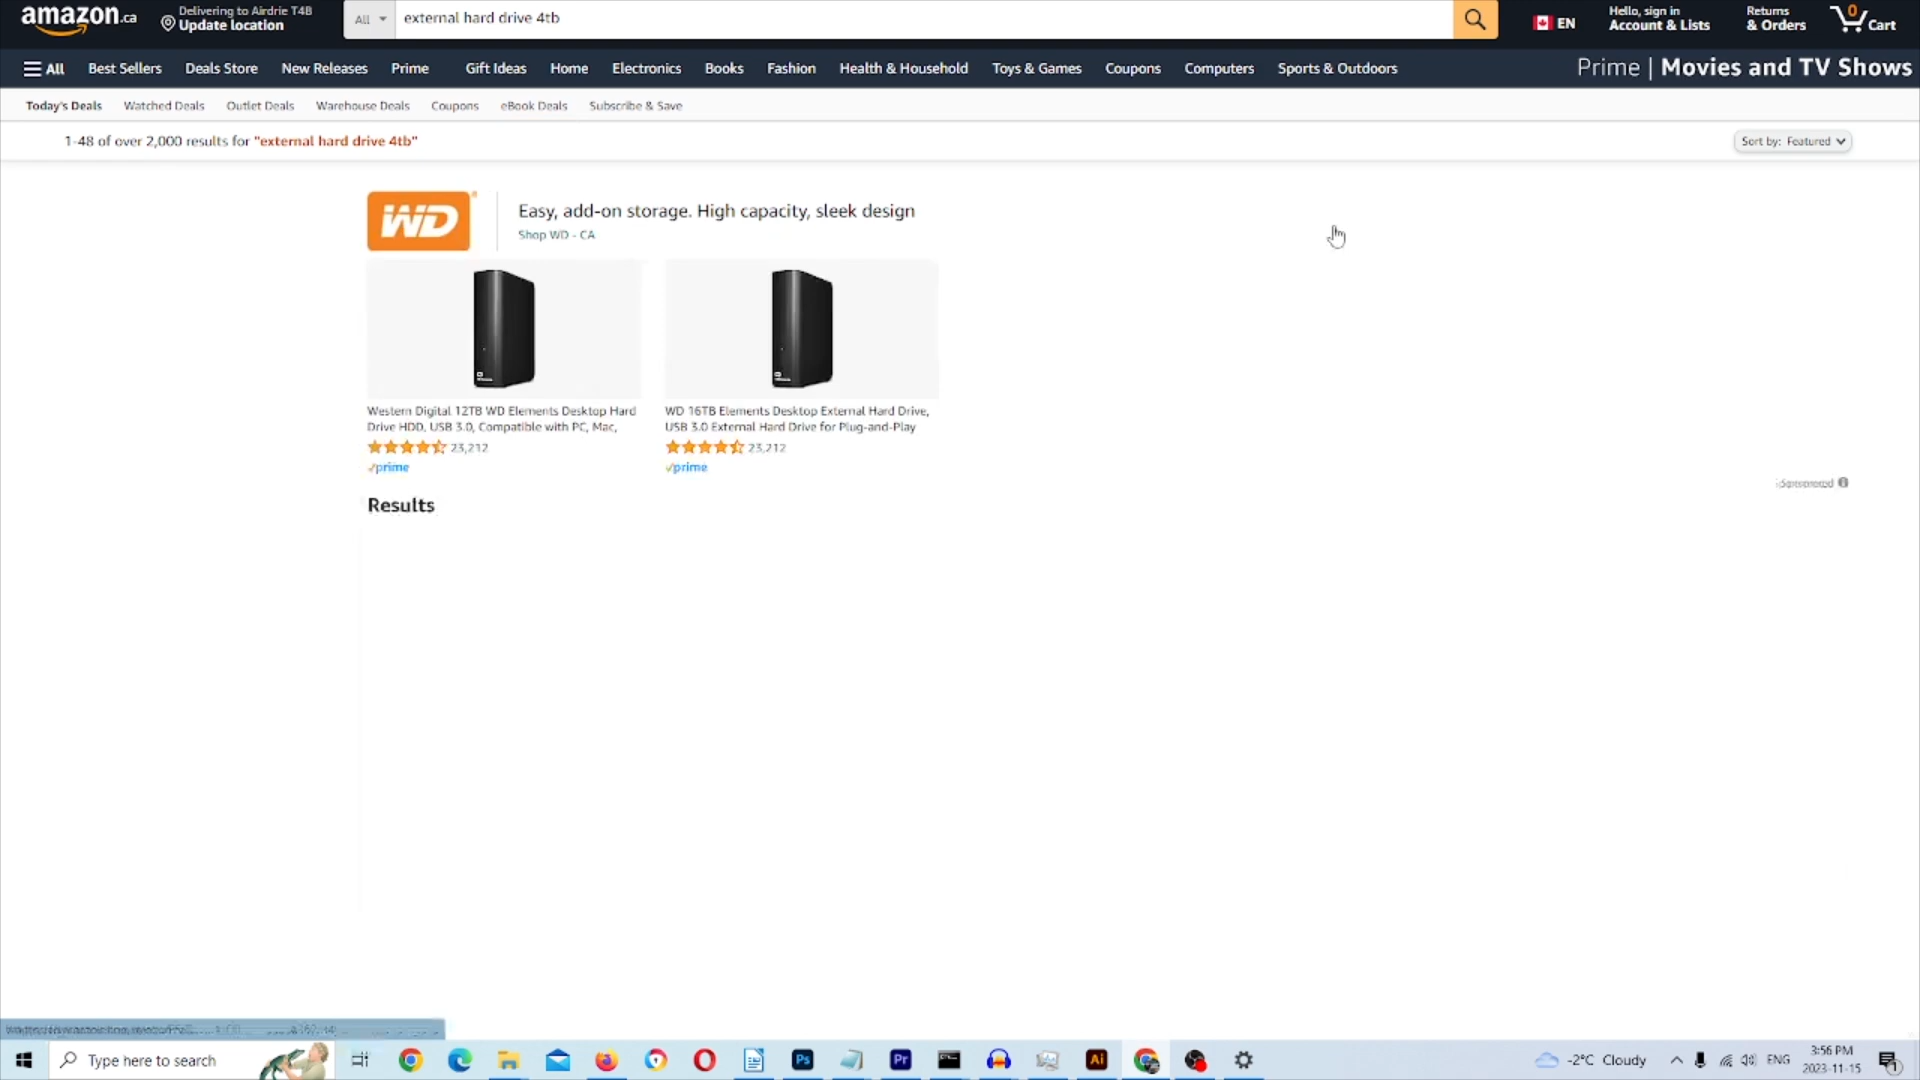 amazon.ca
Delivering to Airdrie T4B
Update location
All
external hard drive 4tb
EN
Hello, sign in
Account & Lists
Returns
& Orders
0
Cart
All
Best Sellers
Deals Store
New Releases
Prime
Gift Ideas
Home
Electronics
Books
Fashion
Health & Household
Toys & Games
Coupons
Computers
Sports & Outdoors
Prime | Movies and TV Shows
Today's Deals
Watched Deals
Outlet Deals
Warehouse Deals
Coupons
eBook Deals
Subscribe & Save
1-48 of over 2,000 results for "external hard drive 4tb"
Sort by: Featured
WD®
Easy, add-on storage. High capacity, sleek design
Shop WD - CA
Western Digital 12TB WD Elements Desktop Hard
Drive HDD, USB 3.0, Compatible with PC, Mac,
23,212
prime
WD 16TB Elements Desktop External Hard Drive,
USB 3.0 External Hard Drive for Plug-and-Play
23,212
prime
Sponsored
Results
Type here to search
Ps
Pr
Ai
-2°C Cloudy
ENG
3:56 PM
2023-11-15
1